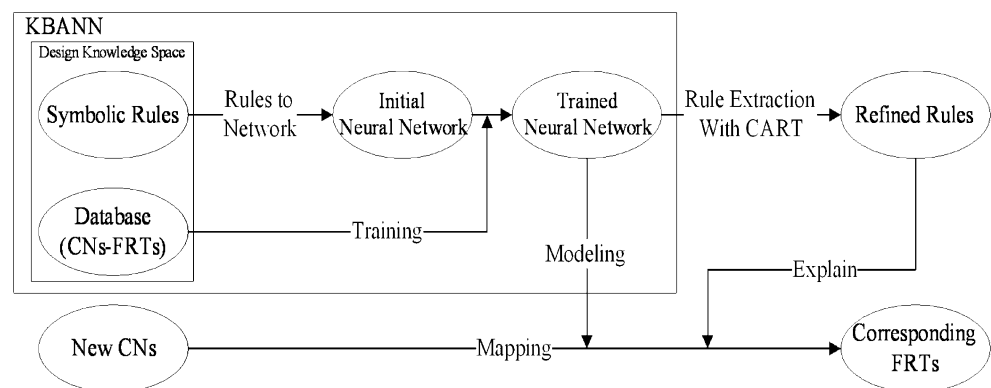 KBANN
Design Knowledge Space
Symbolic Rules
Rules to
Network
Initial
Neural Network
Trained
Neural Network
Rule Extraction
With CART
Refined Rules
Database
(CNs-FRTs)
Training
Modeling
Explain
New CNs
Mapping
Corresponding
FRTs